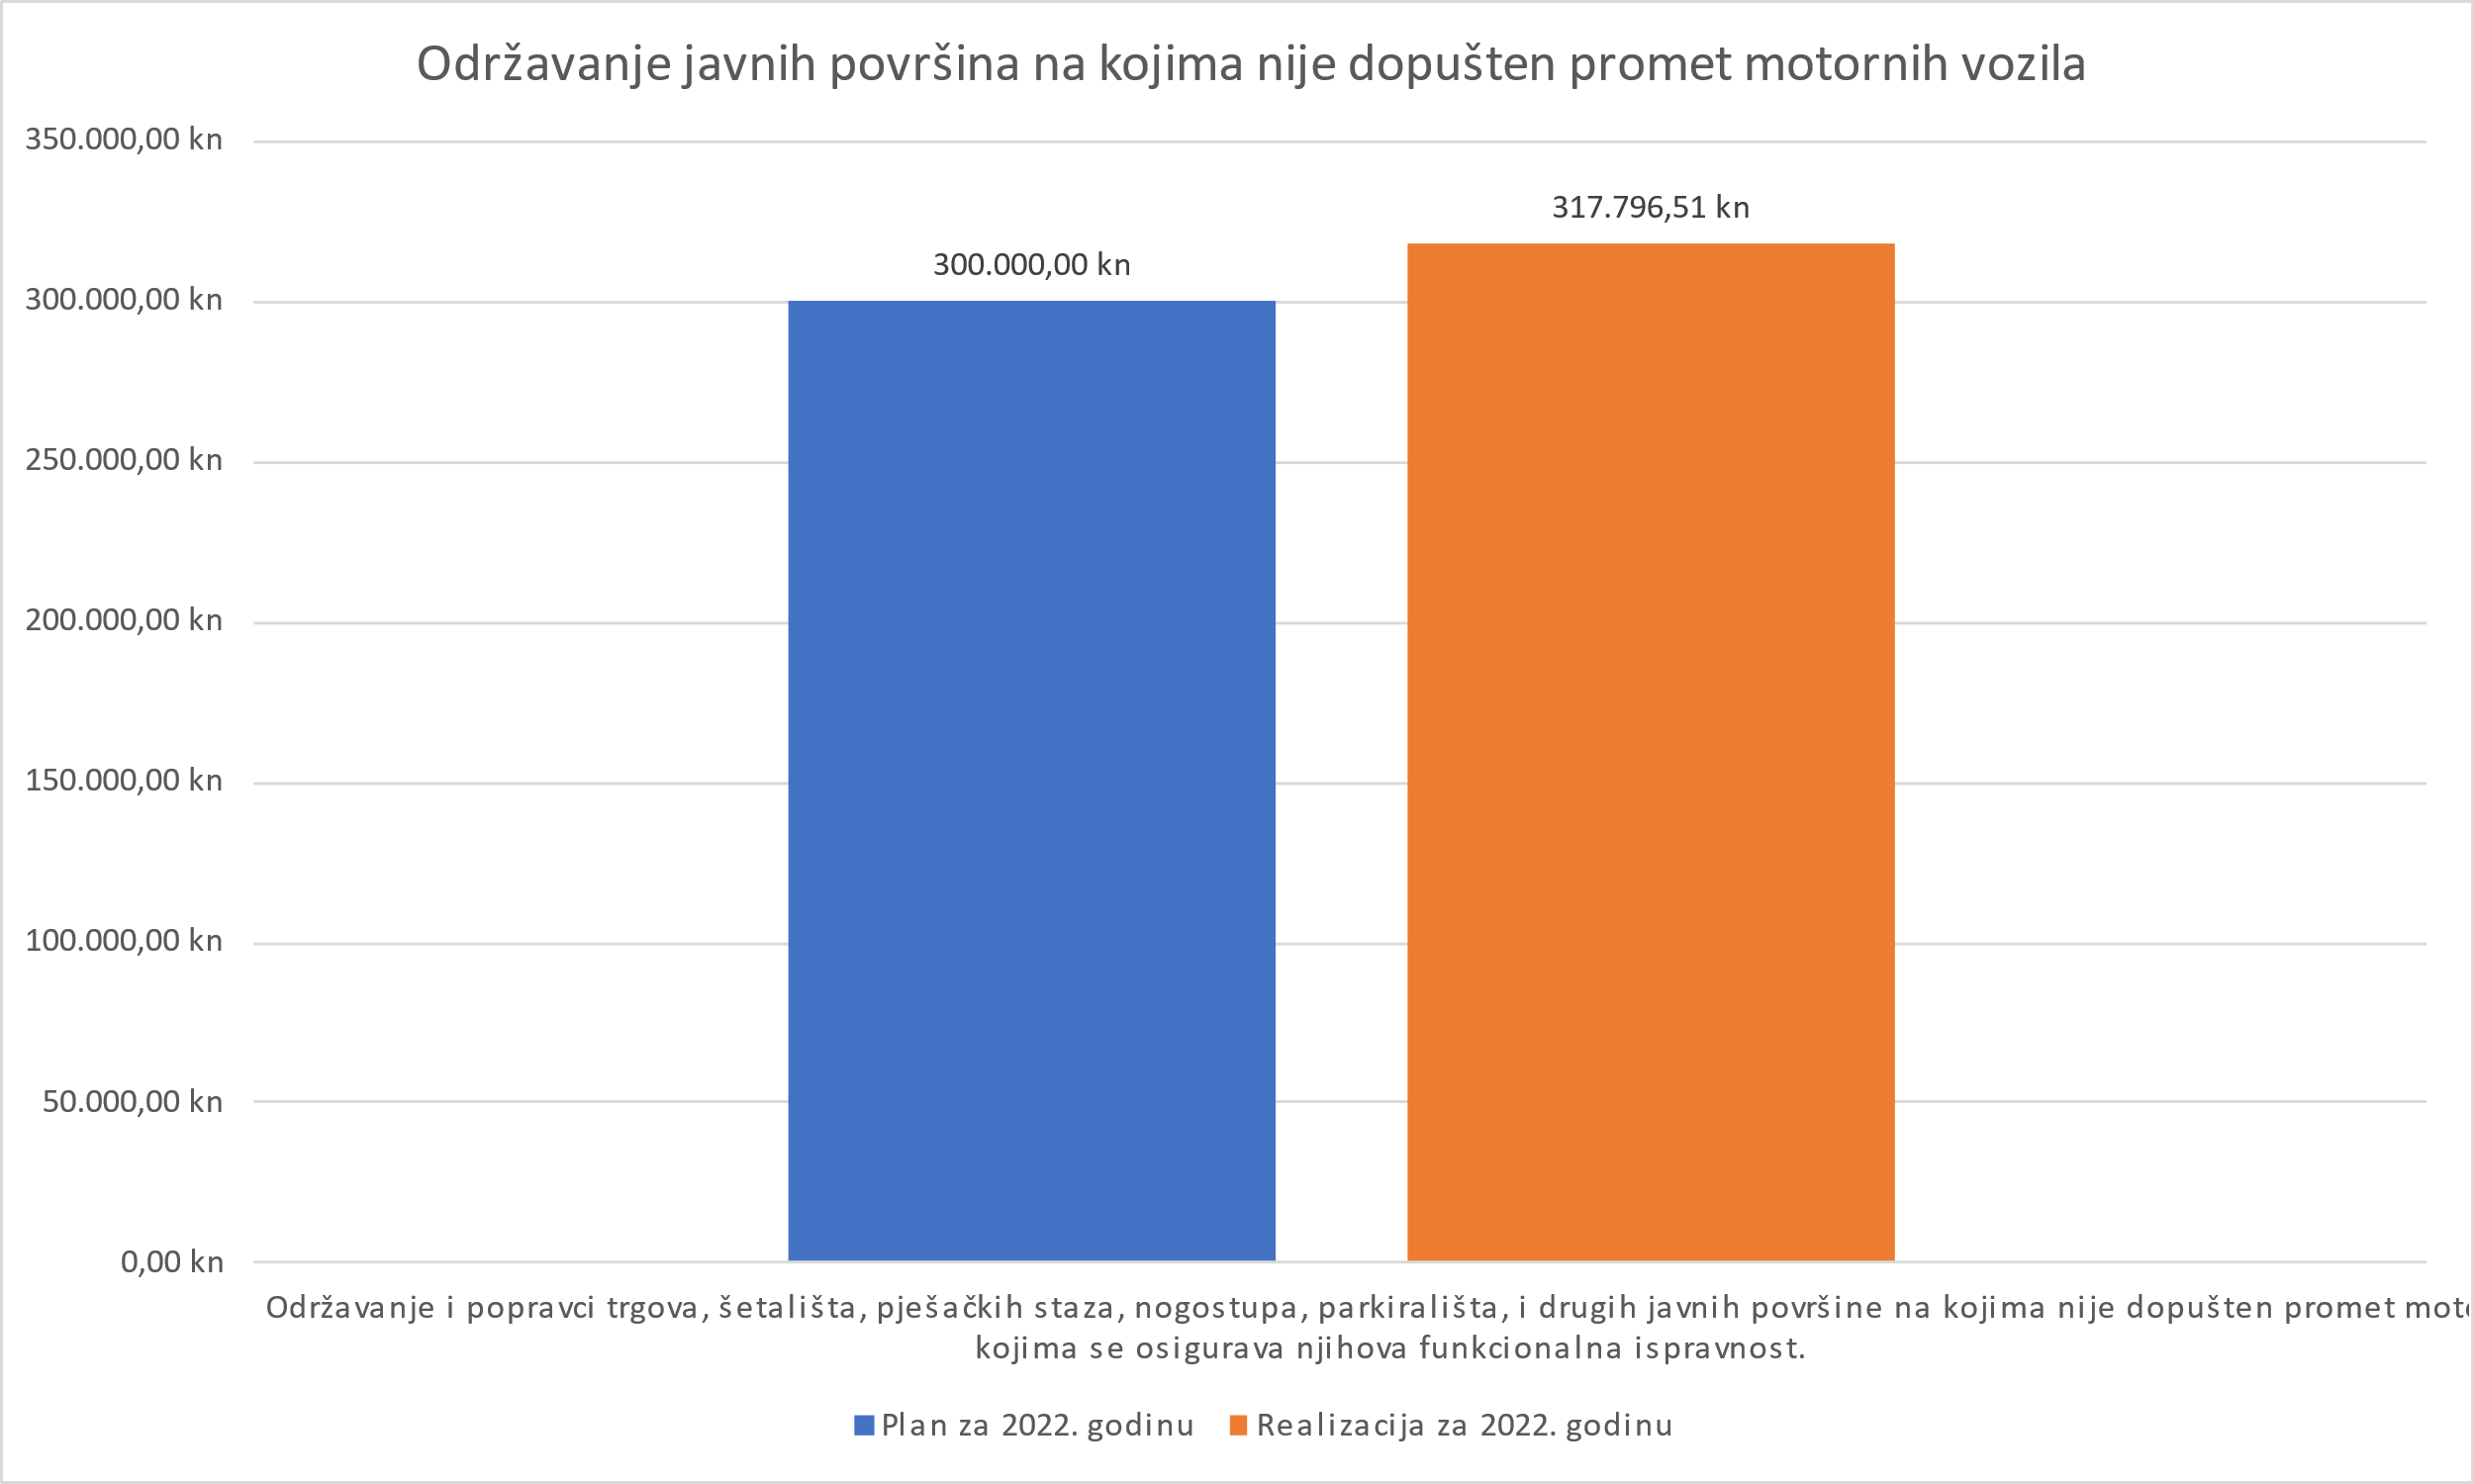 Održavanje javnih površina na kojima nije dopušten promet motornih vozila
350.000,00 kn
317.796,51 kn
300.000,00 kn
300.000,00 kn
250.000,00 kn
200.000,00 kn
150.000,00 kn
100.000,00 kn
50.000,00 kn
0,00 kn
Održavanje i popravci trgova, šetališta, pješačkih staza, nogostupa, parkirališta, i drugih javnih površine na kojima nije dopušten promet
kojima se osigurava njihova funkcionalna ispravnost.
Plan za 2022. godinu
Realizacija za 2022. godinu